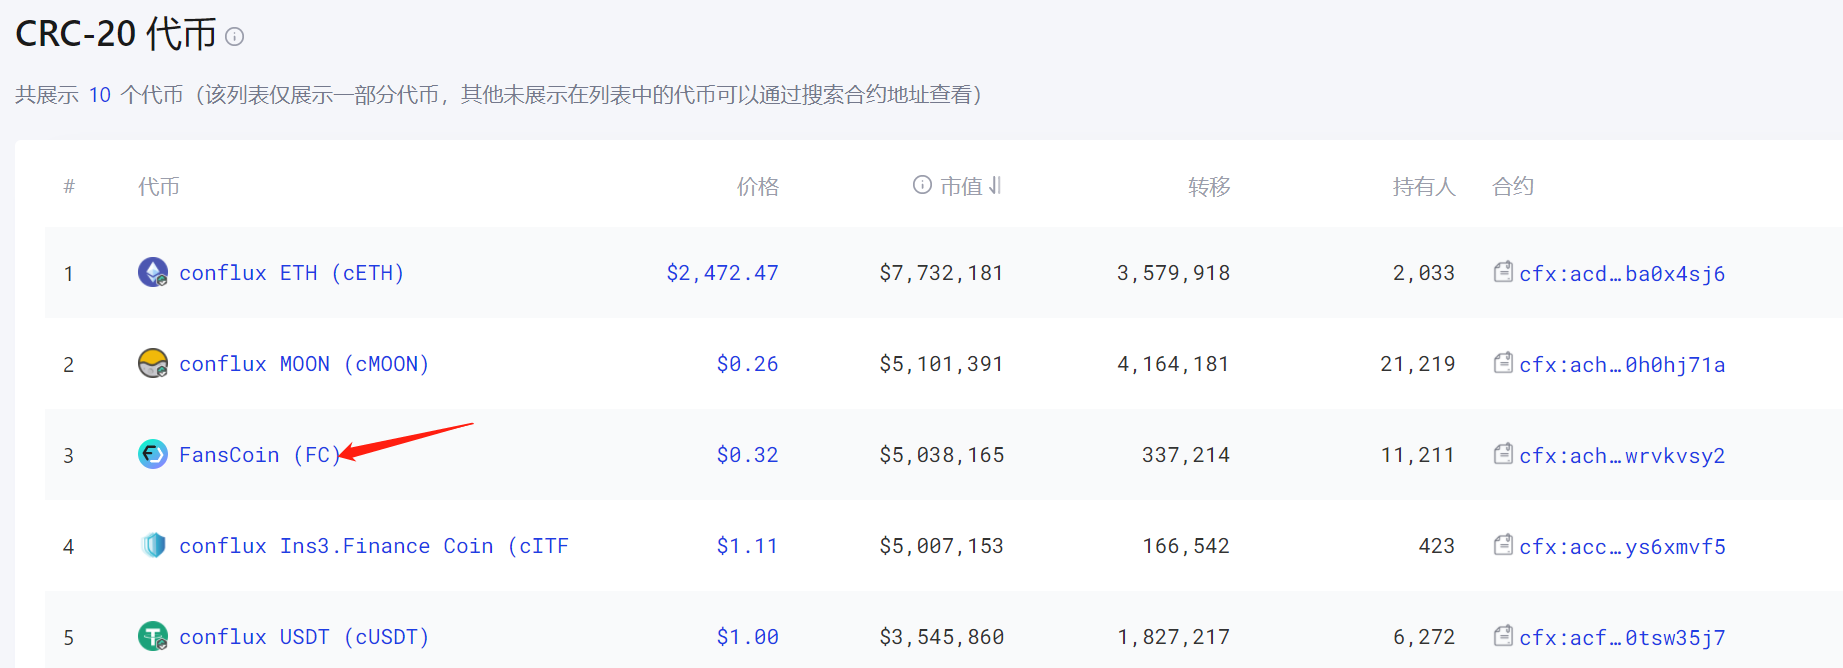 CRC-20 代币
共展示 10 个代币（该列表仅展示一部分代币，其他未展示在列表中的代币可以通过搜索合约地址查看）
# 代币 价格 市值 转移 持有人 合约
1 conflux ETH (cETH) $2,472.47 $7,732,181 3,579,918 2,033 cfx:acd…ba0x4sj6
2 conflux MOON (cMOON) $0.26 $5,101,391 4,164,181 21,219 cfx:ach…0h0hj71a
3 FansCoin (FC) $0.32 $5,038,165 337,214 11,211 cfx:ach…wrvkvsy2
4 conflux Ins3.Finance Coin (cITF $1.11 $5,007,153 166,542 423 cfx:acc…ys6xmvf5
5 conflux USDT (cUSDT) $1.00 $3,545,860 1,827,217 6,272 cfx:acf…0tsw35j7